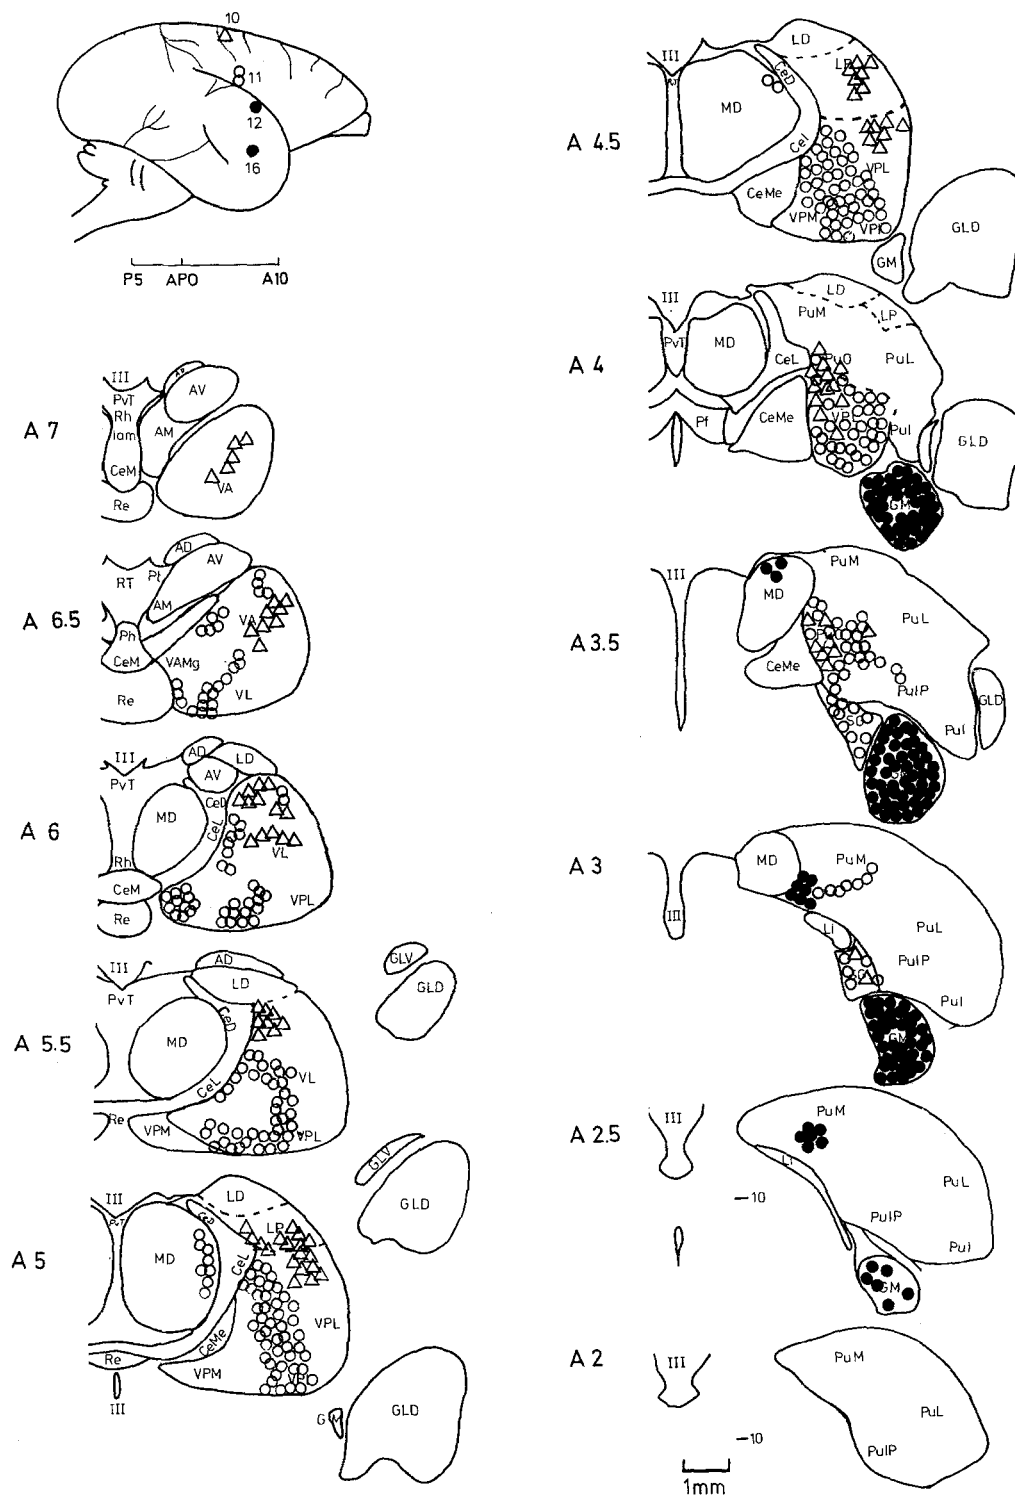 10
11
12
16
P5 AP0 A10
A 7
III
PvT
Rh
iam
CeM
Re
AD
AV
AM
VA
A 6.5
RT
Pt
AD
AV
AM
Ph
CeM
VAMg
VA
Re
VL
A 6
III
PvT
AD
LD
AV
CeD
MD
CeL
VL
Rh
CeM
VPL
Re
A 5.5
III
PvT
AD
LD
CeD
MD
CeL
VL
Re
VPM
VPL
GLV
GLD
A 5
III
PvT
LD
CeD
LP
MD
CeL
CeMe
VPL
Re
VPM
VPI
III
GLV
GLD
GM
GLD
A 4.5
III
LD
CeD
LP
MD
CeL
VPL
CeMe
VPM
VPI
GM
GLD
A 4
III
LD
PuM
LP
PvT
MD
CeL
PuO
PuL
Pf
CeMe
VPL
PuI
GLD
GM
A 3.5
III
PuM
MD
PuL
CeMe
PulP
GLD
SG
PuI
A 3
MD
PuM
III
Li
PuL
PulP
SG
PuI
GM
A 2.5
III
PuM
Li
PuL
–10
PulP
PuI
GM
A 2
III
PuM
PuL
–10
PulP
1mm